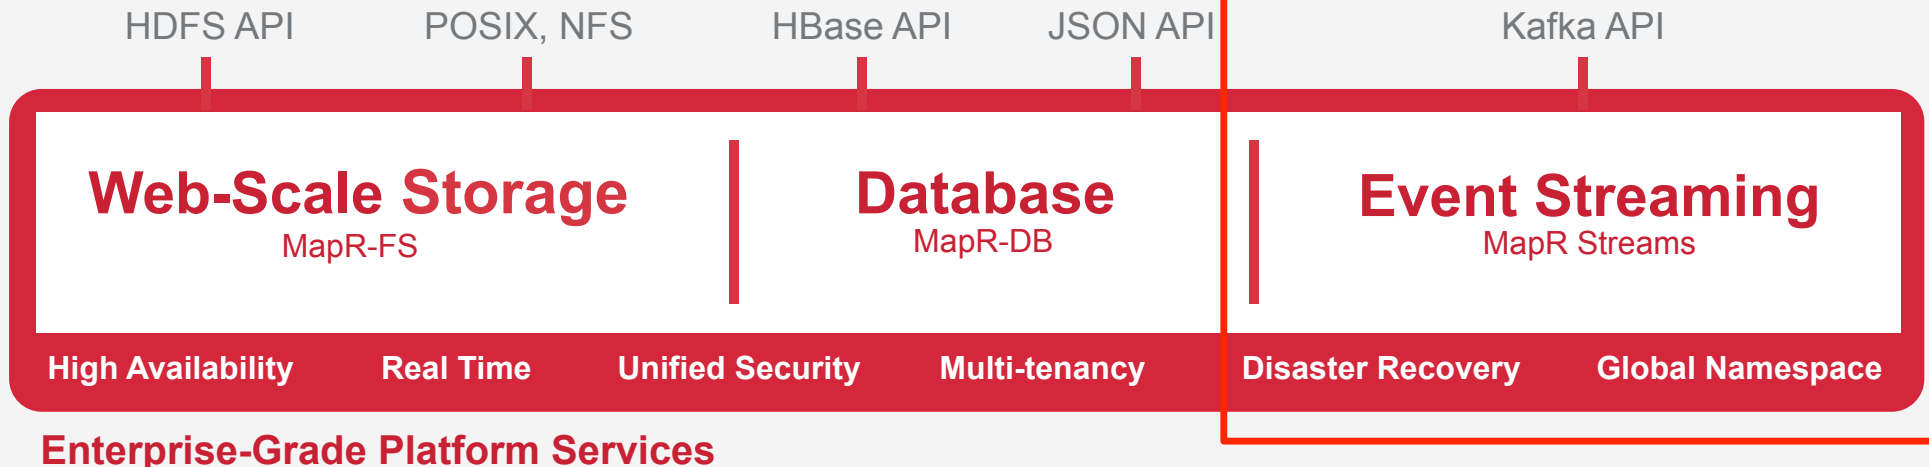 HDFS API POSIX, NFS HBase API JSON API Kafka API
Web-Scale Storage Database Event Streaming
MapR-FS MapR-DB MapR Streams
High Availability Real Time Unified Security Multi-tenancy Disaster Recovery Global Namespace
Enterprise-Grade Platform Services